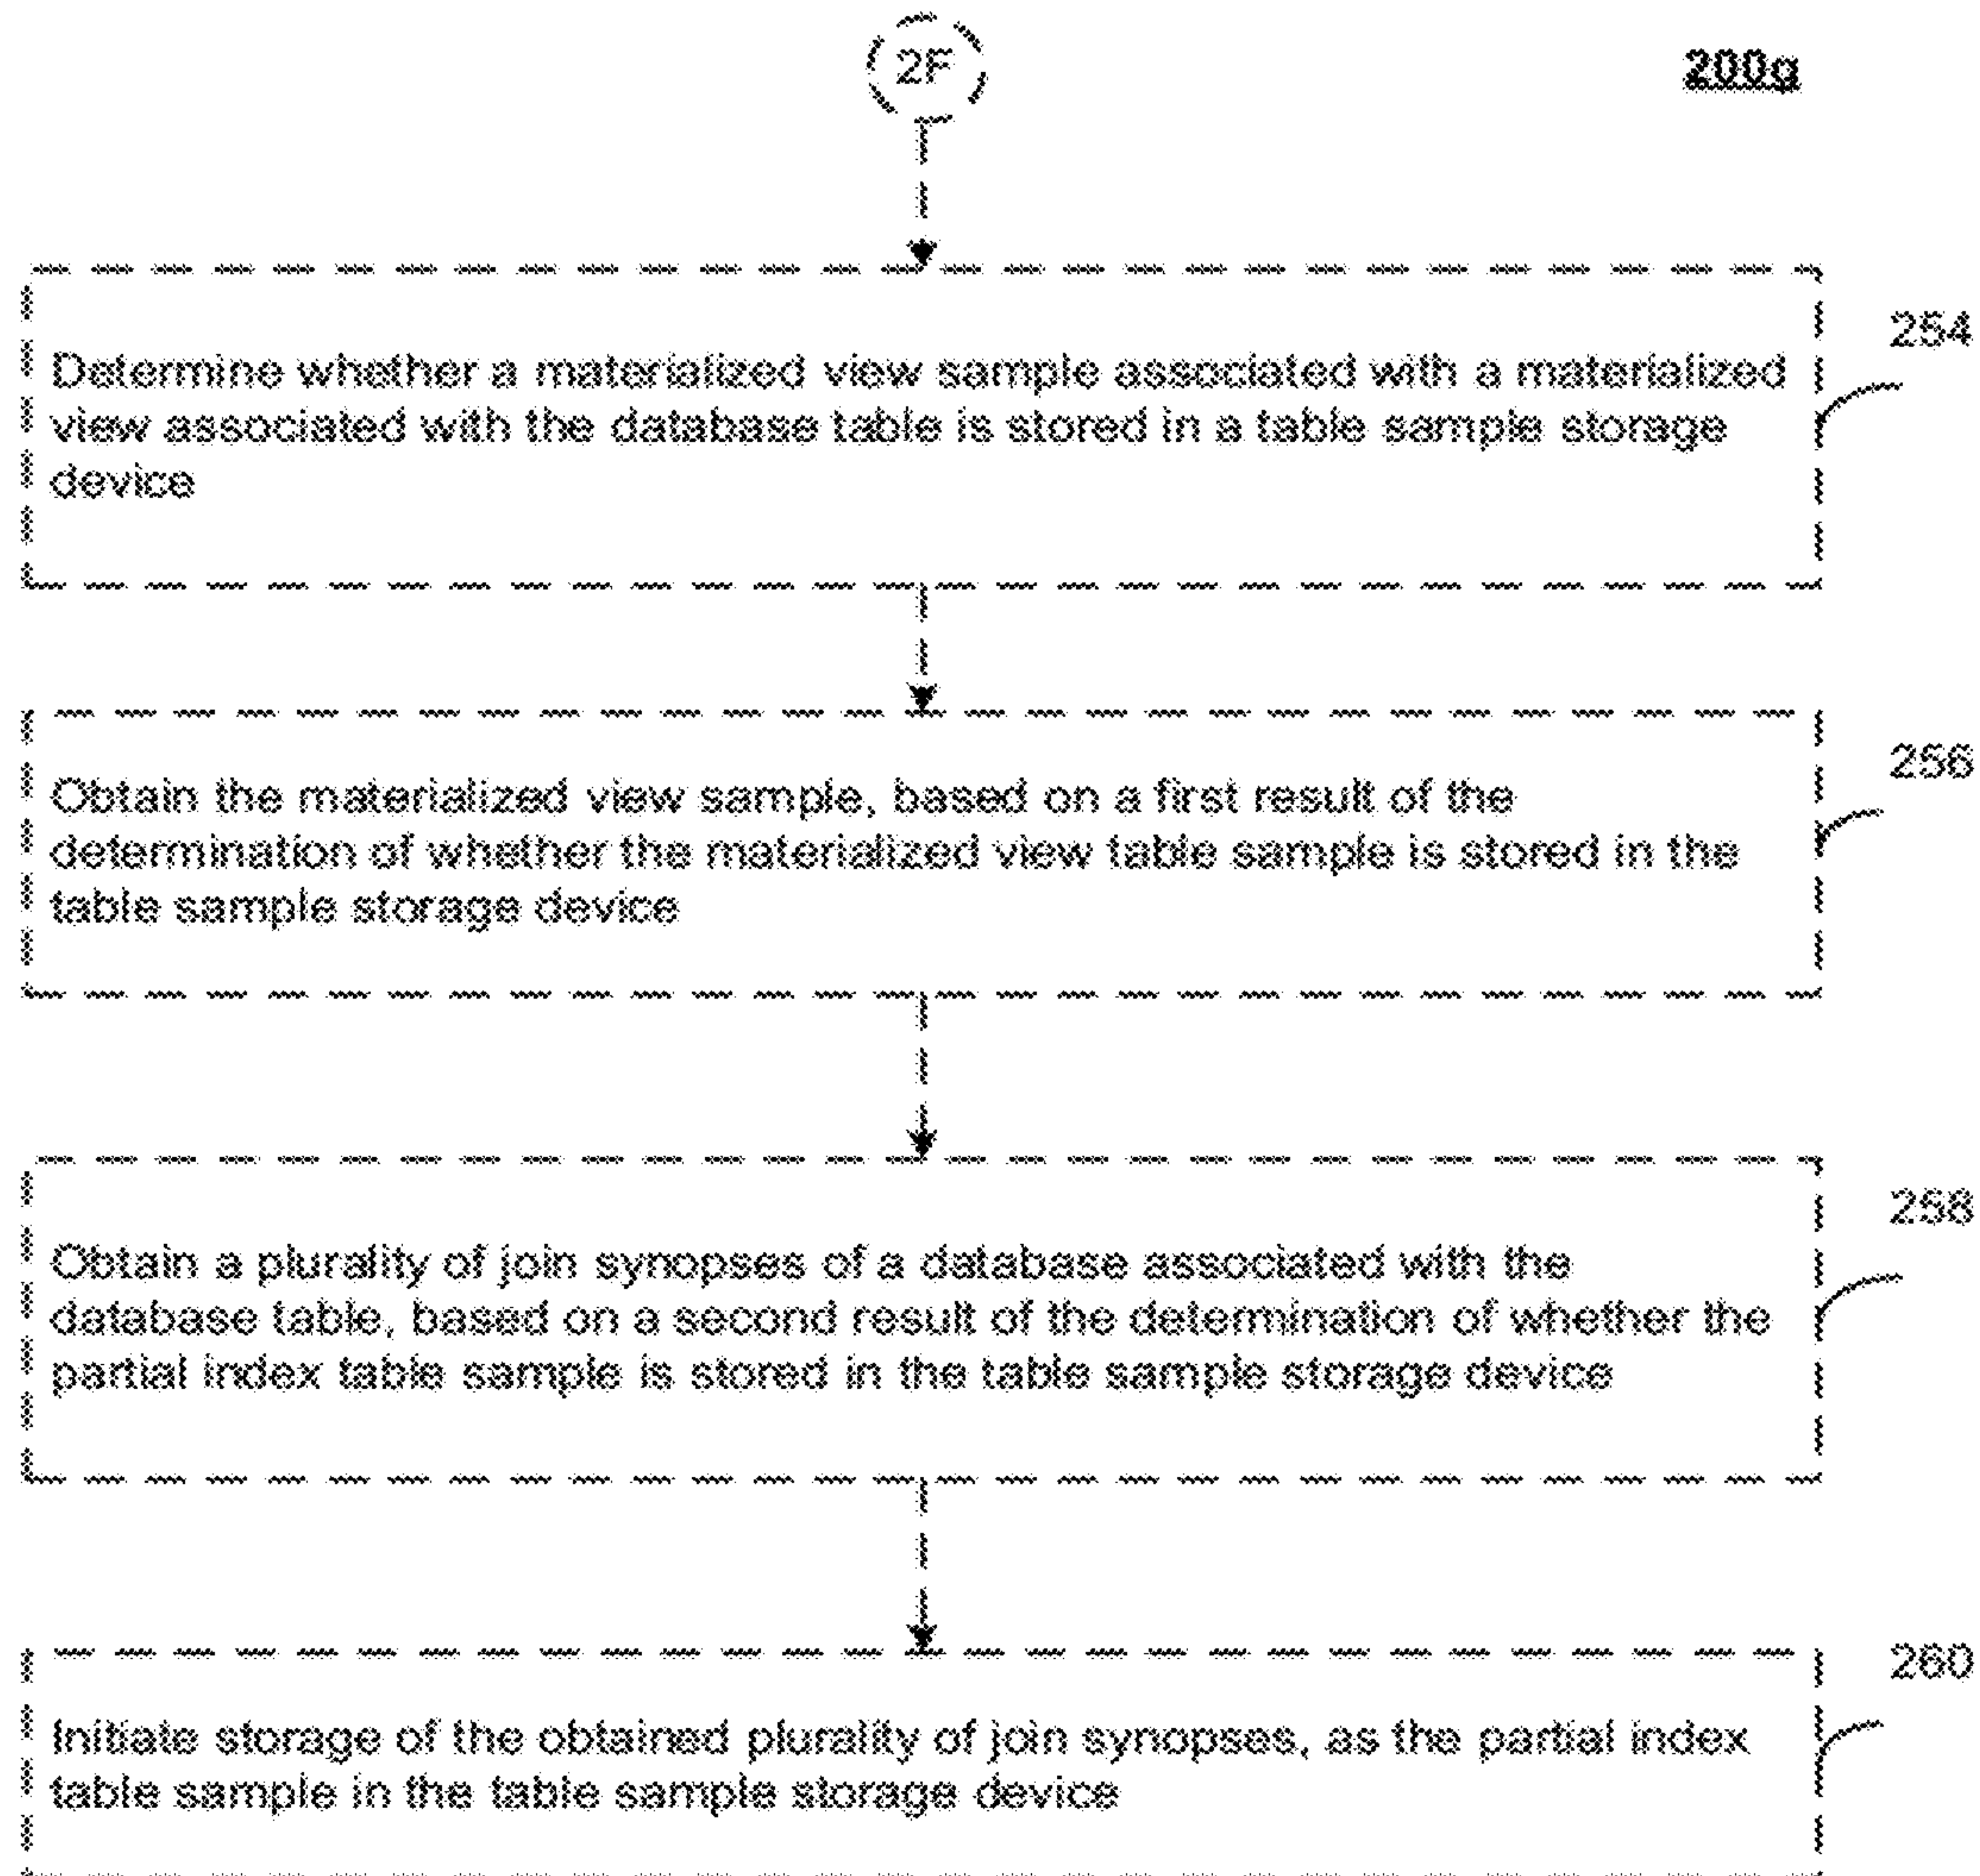 2F
200g
254
Determine whether a materialized view sample associated with a materialized
view associated with the database table is stored in a table sample storage
device
256
Obtain the materialized view sample, based on a first result of the
determination of whether the materialized view table sample is stored in the
table sample storage device
258
Obtain a plurality of join synopses of a database associated with the
database table, based on a second result of the determination of whether the
partial index table sample is stored in the table sample storage device
260
Initiate storage of the obtained plurality of join synopses, as the partial index
table sample in the table sample storage device